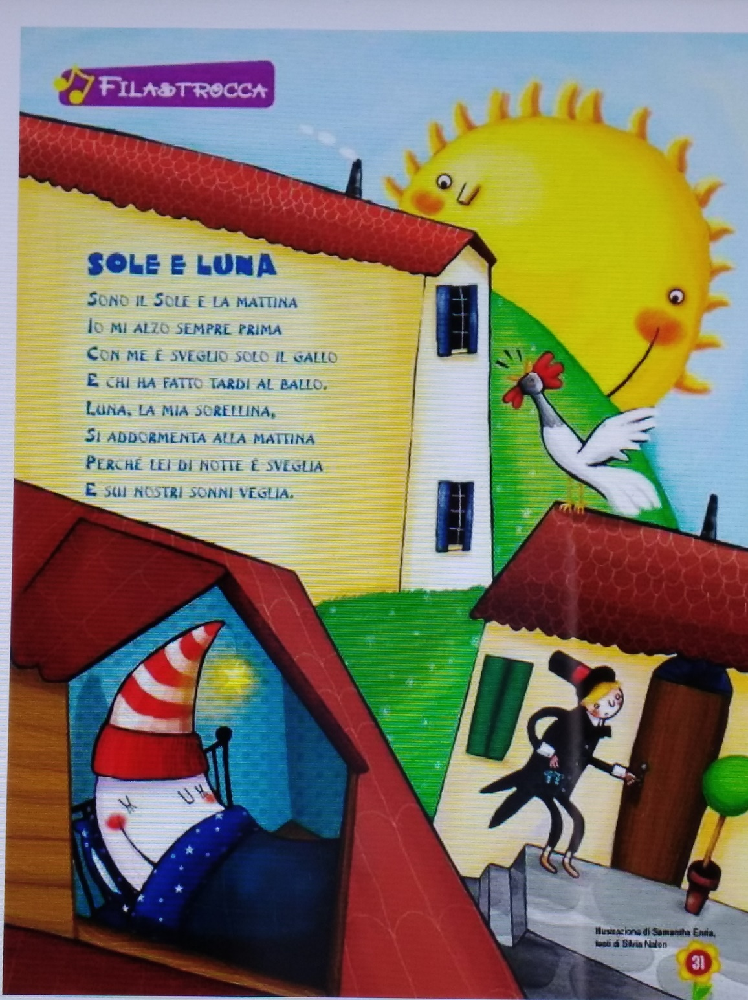 FILASTROCCA
SOLE E LUNA
SONO IL SOLE E LA MATTINA
IO MI ALZO SEMPRE PRIMA
CON ME È SVEGLIO SOLO IL GALLO
E CHI HA FATTO TARDI AL BALLO.
LUNA, LA MIA SORELLINA,
SI ADDORMENTA ALLA MATTINA
PERCHÉ LEI DI NOTTE È SVEGLIA
E SUI NOSTRI SONNI VEGLIA.
Illustrazione di Samantha Enria,
testi di Silvia Nalon
31